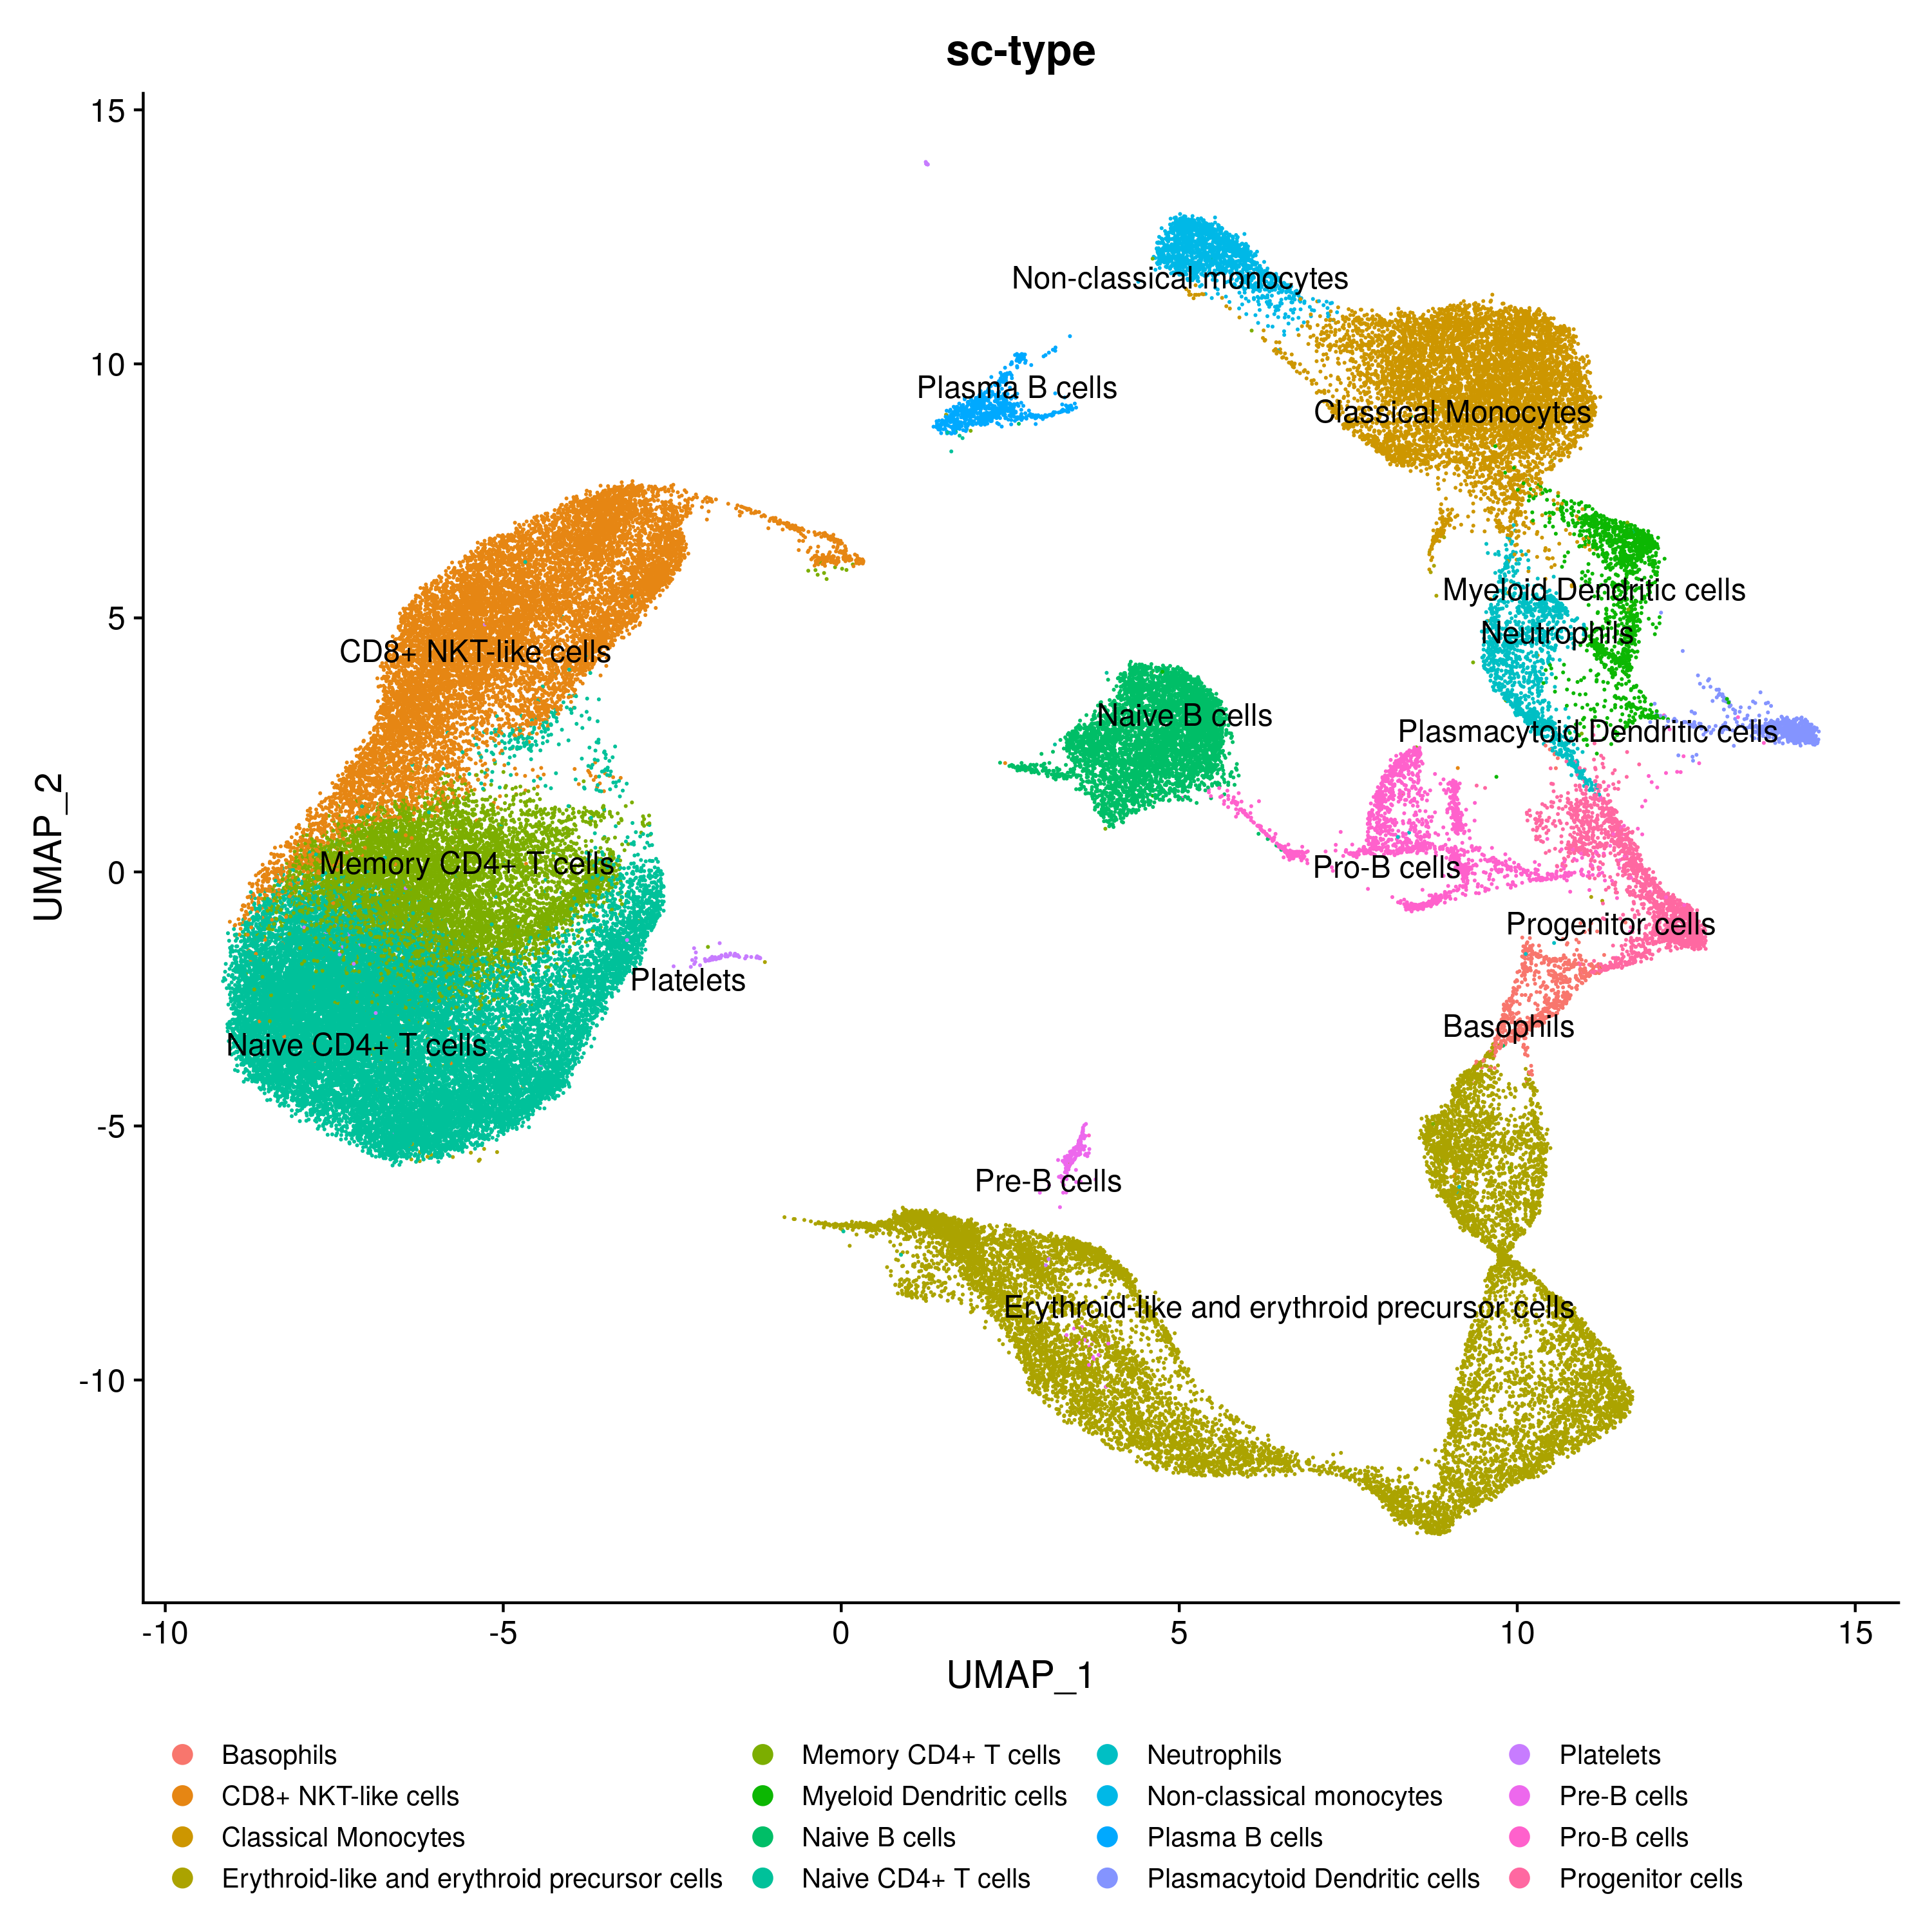 sc-type
15
10
5
0
-5
-10
UMAP_2
Non-classical monocytes
Plasma B cells
Classical Monocytes
Myeloid Dendritic cells
Neutrophils
CD8+ NKT-like cells
Naive B cells
Plasmacytoid Dendritic cells
Memory CD4+ T cells
Pro-B cells
Progenitor cells
Platelets
Basophils
Naive CD4+ T cells
Pre-B cells
Erythroid-like and erythroid precursor cells
-10
-5
0
5
10
15
UMAP_1
Basophils
CD8+ NKT-like cells
Classical Monocytes
Erythroid-like and erythroid precursor cells
Memory CD4+ T cells
Myeloid Dendritic cells
Naive B cells
Naive CD4+ T cells
Neutrophils
Non-classical monocytes
Plasma B cells
Plasmacytoid Dendritic cells
Platelets
Pre-B cells
Pro-B cells
Progenitor cells